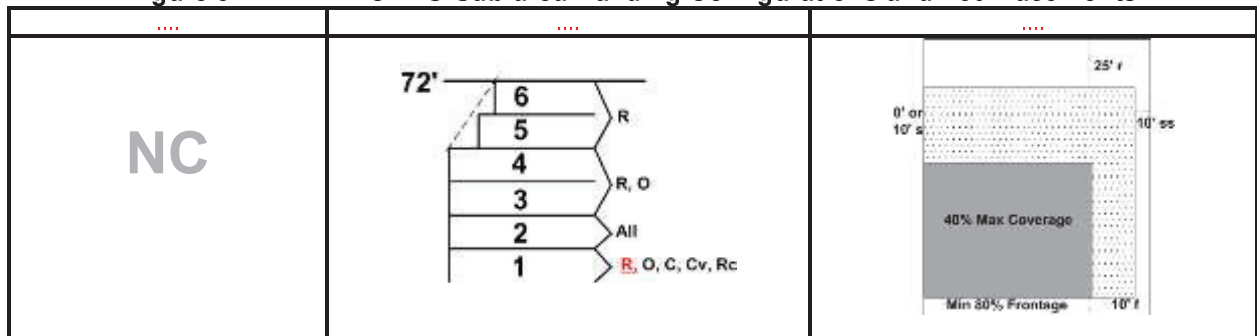 .... .... ....
NC
72'
6
5
R
4
3
R, O
2
All
1
R, O, C, Cv, Rc
25' r
0' or
10' s
10' ss
40% Max Coverage
Min 80% Frontage
10' f